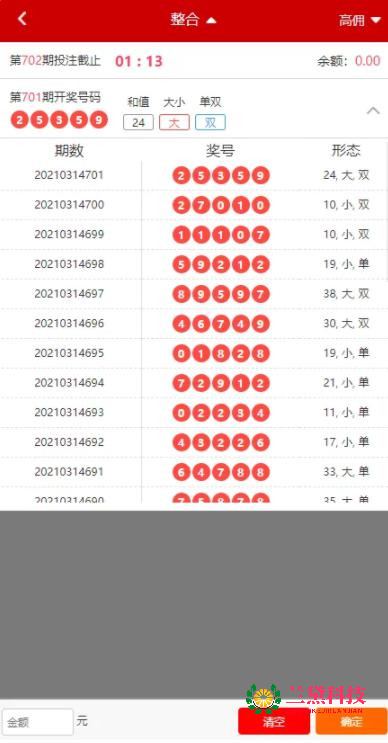 整合
高佣
第702期投注截止 01：13 余额：0.00
第701期开奖号码 和值 大小 单双
2 5 3 5 9 24 大 双
期数 奖号 形态
20210314701 2 5 3 5 9 24, 大, 双
20210314700 2 7 0 1 0 10, 小, 双
20210314699 1 1 1 0 7 10, 小, 双
20210314698 5 9 2 1 2 19, 小, 单
20210314697 8 9 5 9 7 38, 大, 双
20210314696 4 6 7 4 9 30, 大, 双
20210314695 0 1 8 2 8 19, 小, 单
20210314694 7 2 9 1 2 21, 小, 单
20210314693 0 2 2 3 4 11, 小, 单
20210314692 4 3 2 2 6 17, 小, 单
20210314691 6 4 7 8 8 33, 大, 单
20210314690 7 5 8 7 8 35, 大, 单
金额 元 清空 确定